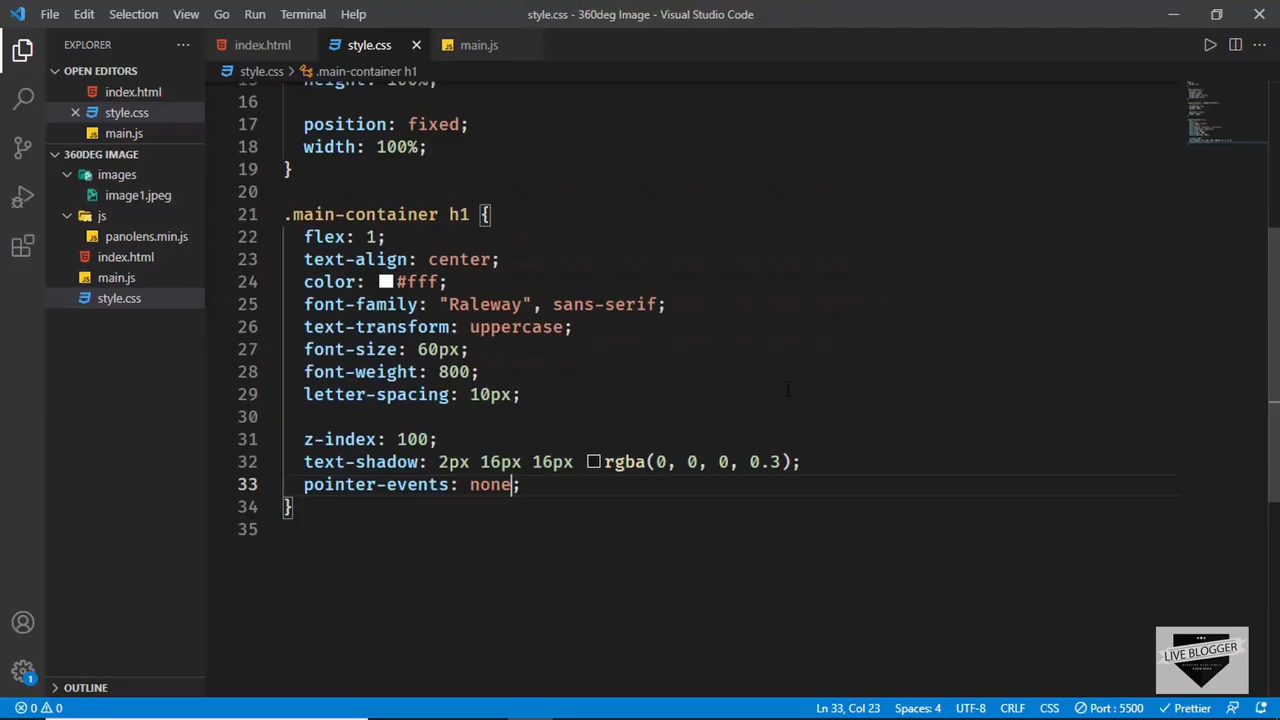 File Edit Selection View Go Run Terminal Help
style.css - 360deg Image - Visual Studio Code
EXPLORER
OPEN EDITORS
index.html
style.css
main.js
360DEG IMAGE
images
image1.jpeg
js
panolens.min.js
index.html
main.js
style.css
OUTLINE
index.html style.css main.js
style.css > .main-container h1
15 height: 100%;
16
17 position: fixed;
18 width: 100%;
19 }
20
21 .main-container h1 {
22 flex: 1;
23 text-align: center;
24 color: #fff;
25 font-family: "Raleway", sans-serif;
26 text-transform: uppercase;
27 font-size: 60px;
28 font-weight: 800;
29 letter-spacing: 10px;
30
31 z-index: 100;
32 text-shadow: 2px 16px 16px rgba(0, 0, 0, 0.3);
33 pointer-events: none;
34 }
35
LIVE BLOGGER
1
0 0 Ln 33, Col 23 Spaces: 4 UTF-8 CRLF CSS Port : 5500 Prettier